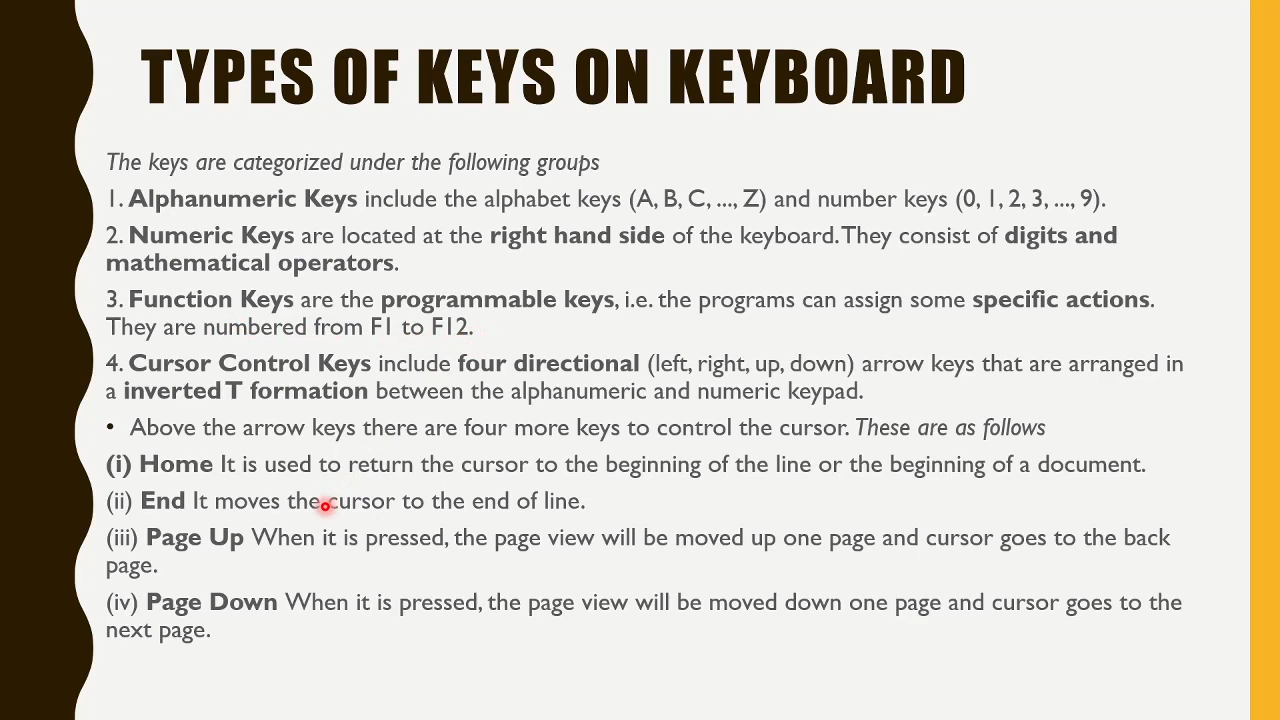 TYPES OF KEYS ON KEYBOARD
The keys are categorized under the following groups
1. Alphanumeric Keys include the alphabet keys (A, B, C, ..., Z) and number keys (0, 1, 2, 3, ..., 9).
2. Numeric Keys are located at the right hand side of the keyboard. They consist of digits and
mathematical operators.
3. Function Keys are the programmable keys, i.e. the programs can assign some specific actions.
They are numbered from F1 to F12.
4. Cursor Control Keys include four directional (left, right, up, down) arrow keys that are arranged in
a inverted T formation between the alphanumeric and numeric keypad.
• Above the arrow keys there are four more keys to control the cursor. These are as follows
(i) Home It is used to return the cursor to the beginning of the line or the beginning of a document.
(ii) End It moves the cursor to the end of line.
(iii) Page Up When it is pressed, the page view will be moved up one page and cursor goes to the back
page.
(iv) Page Down When it is pressed, the page view will be moved down one page and cursor goes to the
next page.